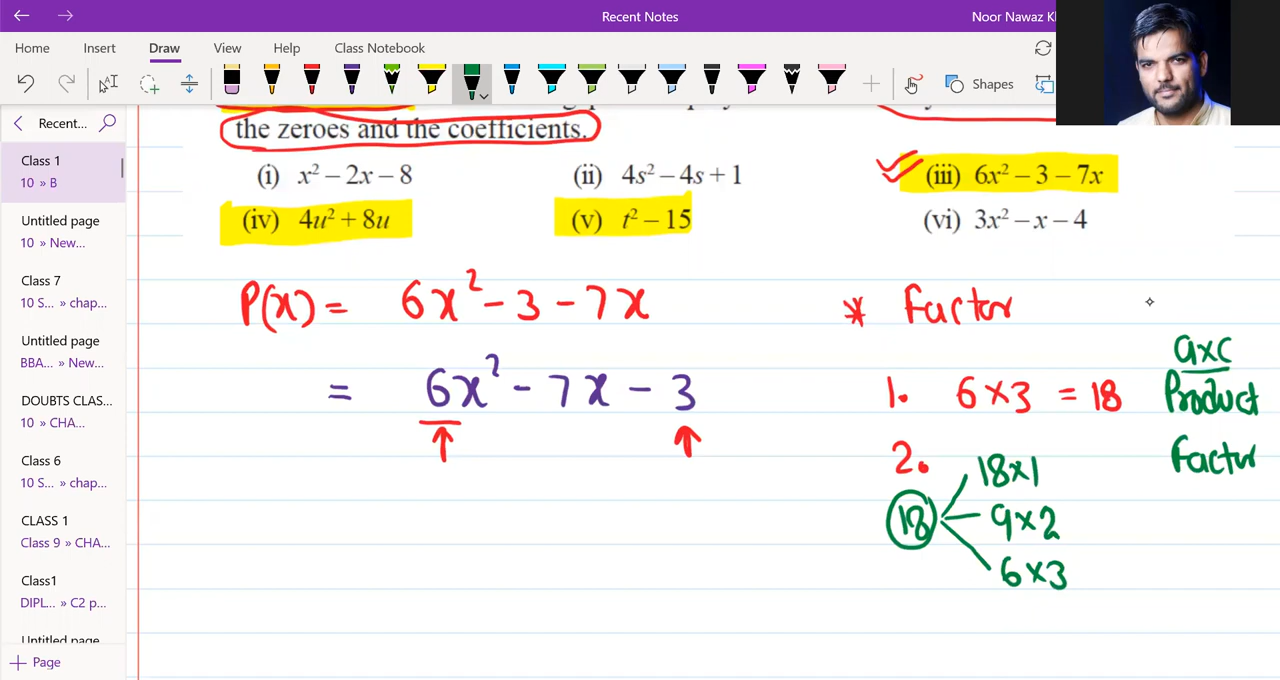 Recent Notes
Noor Nawaz
Home Insert Draw View Help Class Notebook
Shapes
Recent...
Class 1
10 » B
Untitled page
10 » New...
Class 7
10 S... » chap...
Untitled page
BBA... » New...
DOUBTS CLAS...
10 » CHA...
Class 6
10 S... » chap...
CLASS 1
Class 9 » CHA...
Class1
DIPL... » C2 p...
Untitled page
+ Page
the zeroes and the coefficients.
(i) x² – 2x – 8 (ii) 4s² – 4s + 1 (iii) 6x² – 3 – 7x
(iv) 4u² + 8u (v) t² – 15 (vi) 3x² – x – 4
P(x) = 6x² - 3 - 7x
= 6x² - 7x - 3
* Factor
a×c
1. 6×3 = 18 Product
2. Factor
18 18×1
9×2
6×3